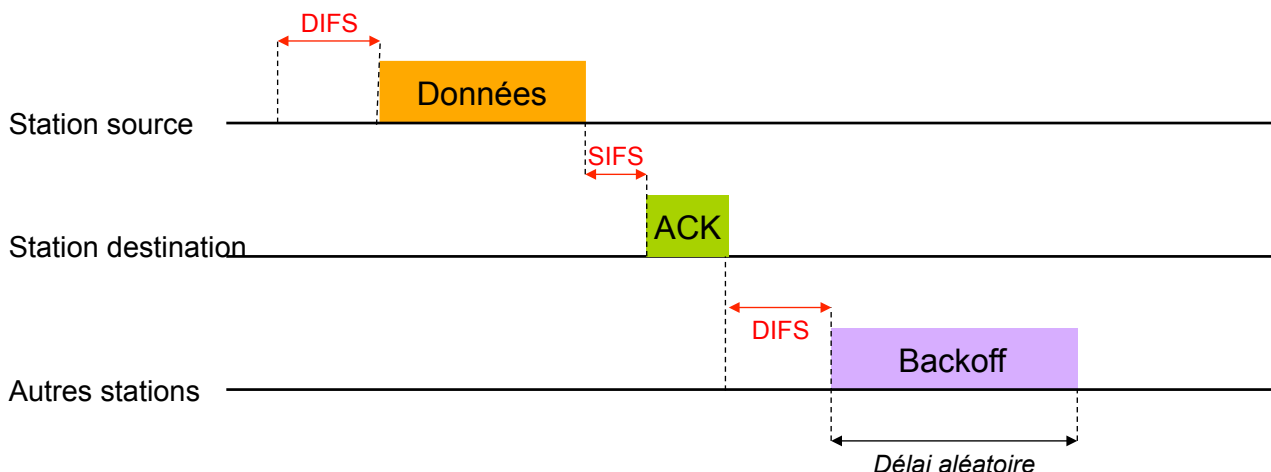 DIFS
Données
Station source
SIFS
ACK
Station destination
DIFS
Backoff
Autres stations
Délai aléatoire